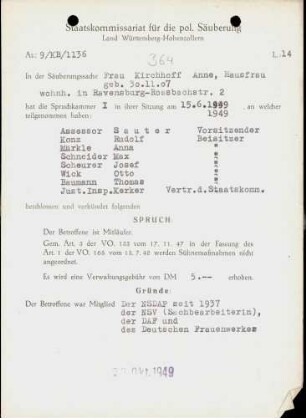 Staatskommissariat für die pol. Säuberung
Land Württemberg-Hohenzollern
Az: 9/KB/1136
L. 14
364
In der Säuberungssache Frau Kirchhoff Anne, Hausfrau
geb. 30.11.07
wohnh. in Ravensburg-Rossbachstr. 2
hat die Spruchkammer I in ihrer Sitzung am 15.6.1949 an welcher
1949
teilgenommen haben:
Assessor Sauter Vorsitzender
Konz Rudolf Beisitzer
Märkle Anna "
Schneider Max "
Scheurer Josef "
Wick Otto "
Baumann Thomas "
Just.Insp.Kerker Vertr.d.Staatskomm.
beschlossen und verkündet folgenden
SPRUCH:
Der Betroffene ist Mitläufer.
Gem. Art. 3 der VO. 133 vom 17. 11. 47 in der Fassung des
Art. 1 der VO. 165 vom 13. 7. 48 werden Sühnemaßnahmen nicht
angeordnet.
Es wird eine Verwaltungsgebühr von DM 5.-- erhoben.
Gründe:
Der Betroffene war Mitglied Der NSDAP seit 1937
der NSV (Sachbearbeiterin),
der DAF und
des Deutschen Frauenwerkes
OKT. 1949